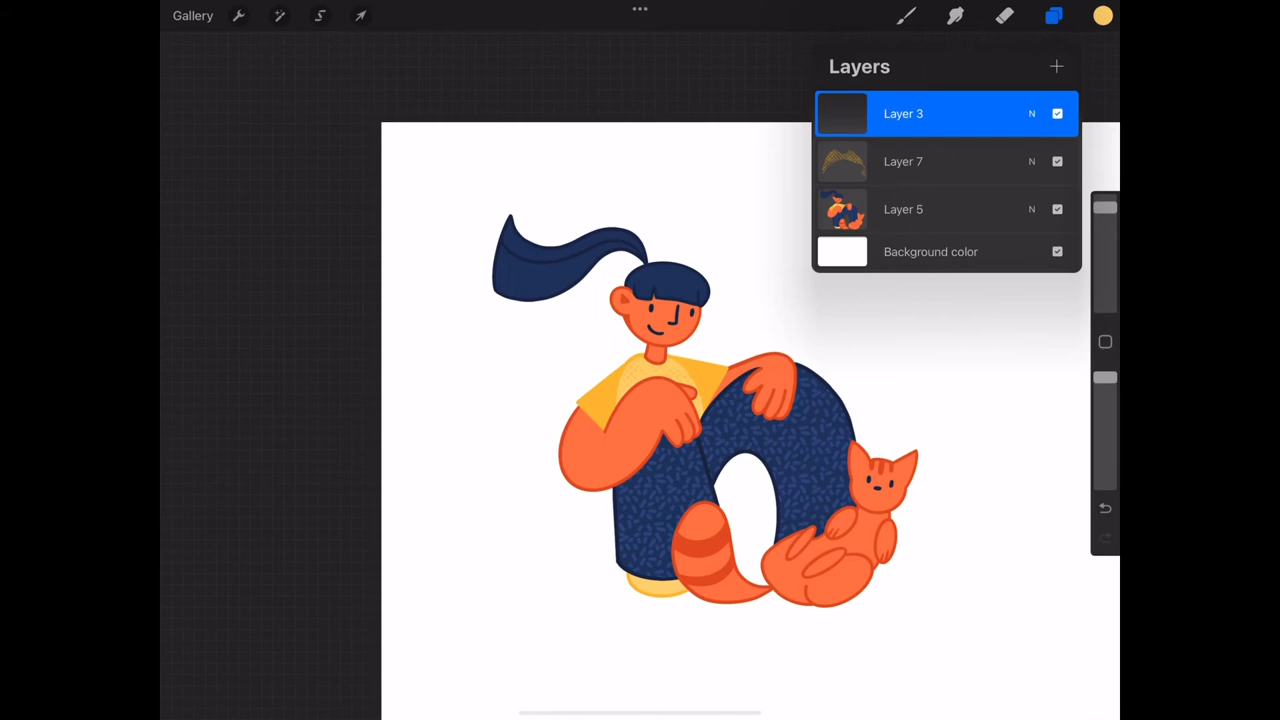 Gallery
Layers
Layer 3 N
Layer 7 N
Layer 5 N
Background color